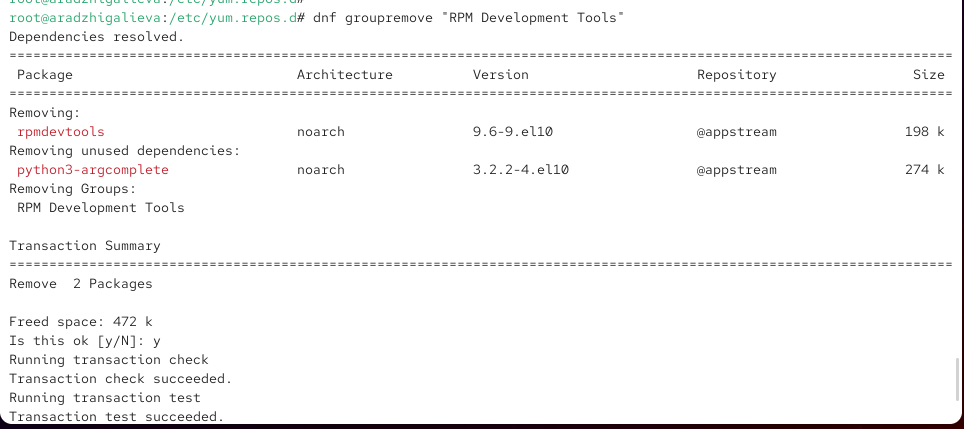 root@aradzhigalieva:/etc/yum.repos.d#
root@aradzhigalieva:/etc/yum.repos.d# dnf groupremove "RPM Development Tools"
Dependencies resolved.
======================================================================================================================
 Package                           Architecture          Version                     Repository                 Size
======================================================================================================================
Removing:
 rpmdevtools                       noarch                9.6-9.el10                  @appstream                198 k
Removing unused dependencies:
 python3-argcomplete               noarch                3.2.2-4.el10                @appstream                274 k
Removing Groups:
 RPM Development Tools

Transaction Summary
======================================================================================================================
Remove  2 Packages

Freed space: 472 k
Is this ok [y/N]: y
Running transaction check
Transaction check succeeded.
Running transaction test
Transaction test succeeded.